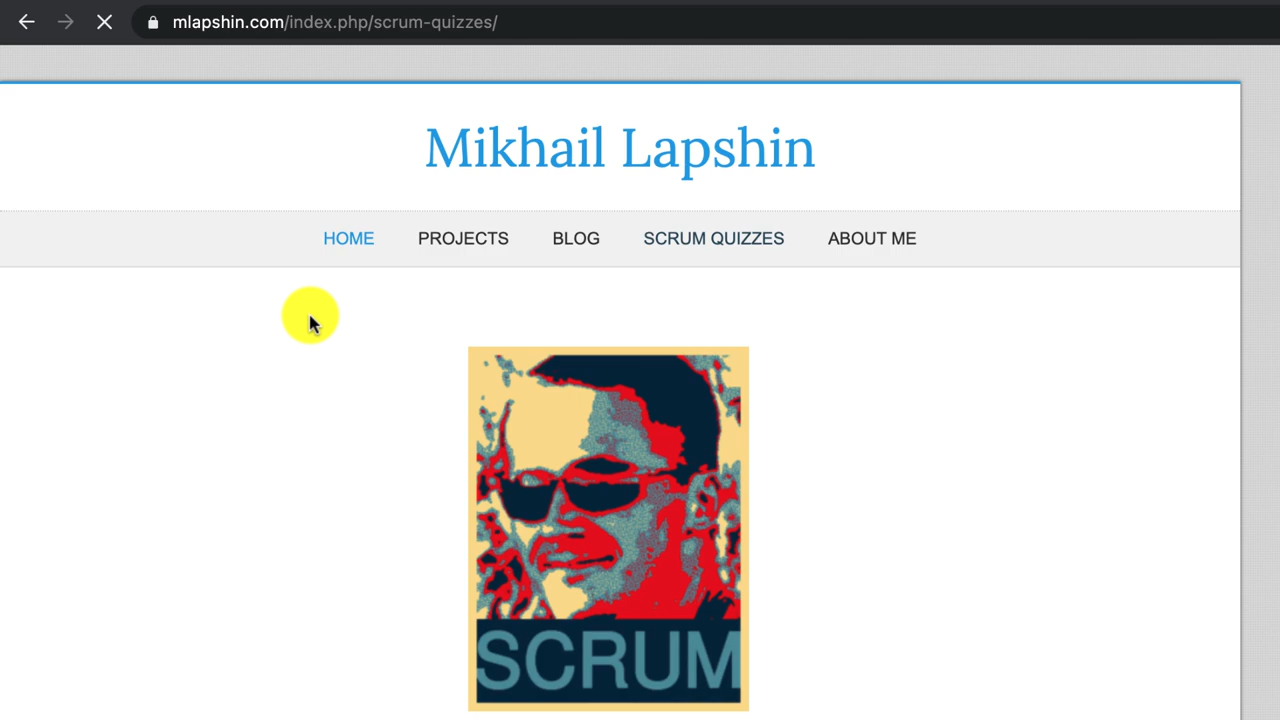 mlapshin.com/index.php/scrum-quizzes/
Mikhail Lapshin
HOME PROJECTS BLOG SCRUM QUIZZES ABOUT ME
SCRUM